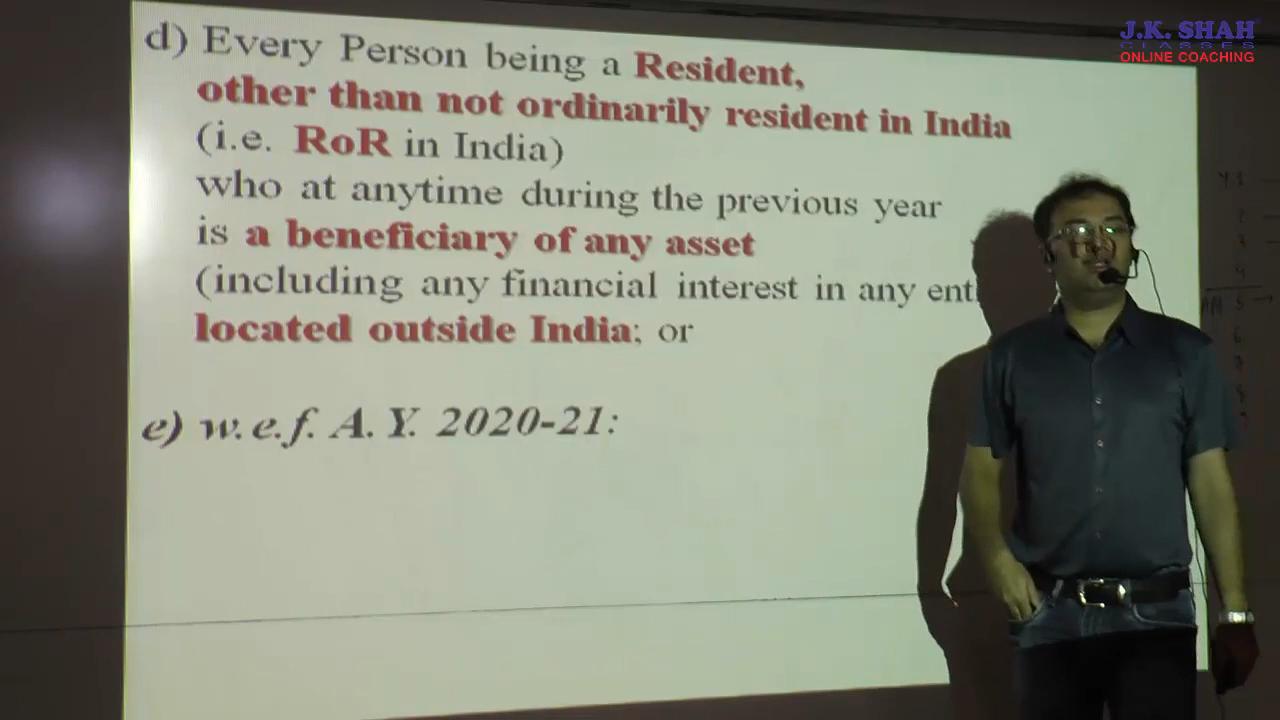 J.K. SHAH
CLASSES
ONLINE COACHING
d) Every Person being a Resident,
other than not ordinarily resident in India
(i.e. RoR in India)
who at anytime during the previous year
is a beneficiary of any asset
(including any financial interest in any
located outside India; or
e) w.e.f. A.Y. 2020-21: